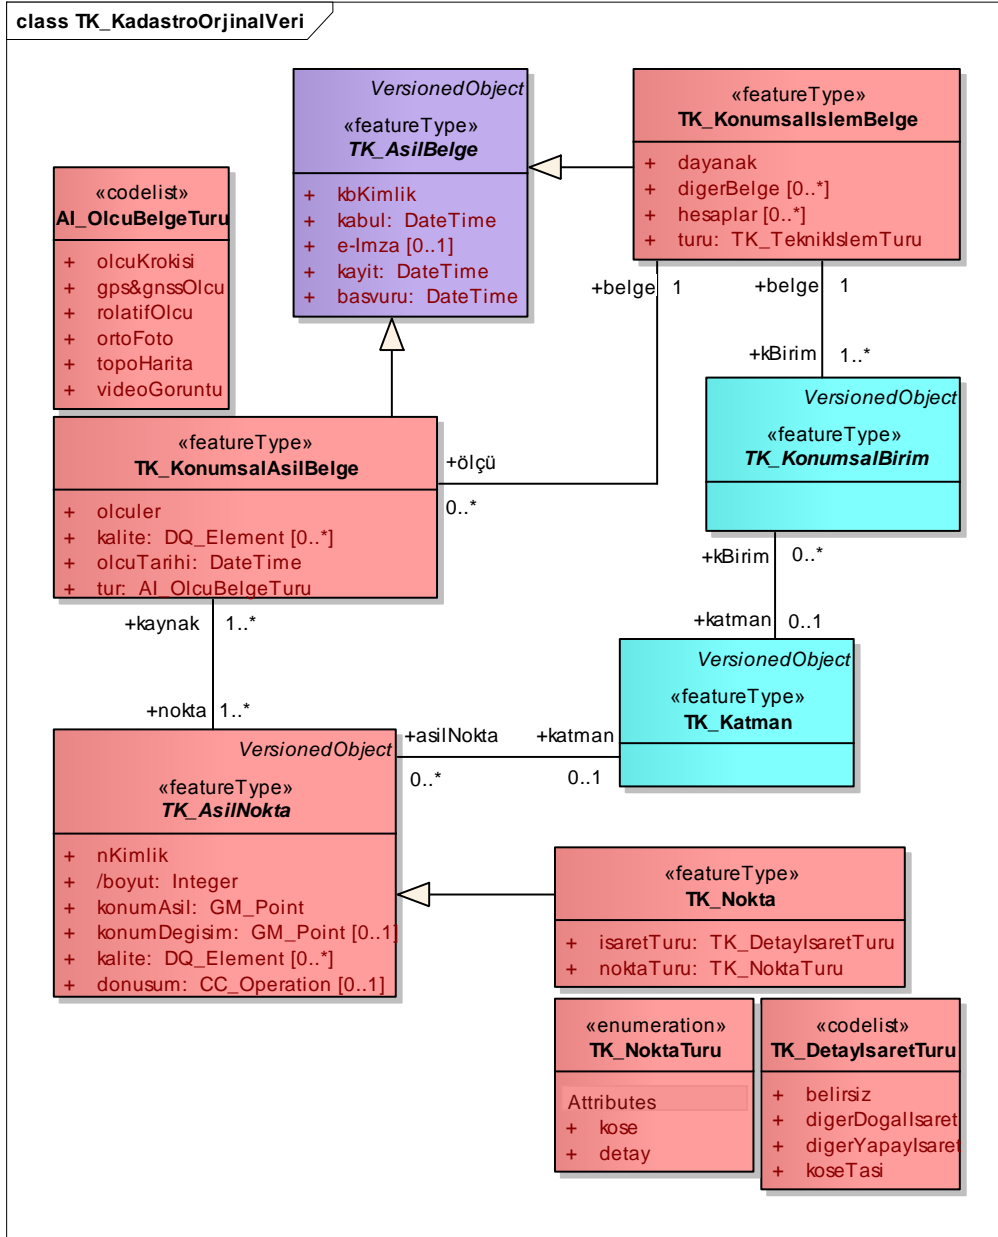 class TK_KadastroOrjinalVeri
VersionedObject
«featureType»
TK_AsilBelge
+ kbKimlik
+ kabul: DateTime
+ e-Imza [0..1]
+ kayit: DateTime
+ basvuru: DateTime
«featureType»
TK_KonumsalIslemBelge
+ dayanak
+ digerBelge [0..*]
+ hesaplar [0..*]
+ turu: TK_TeknikIslemTuru
«codelist»
AI_OlcuBelgeTuru
+ olcuKrokisi
+ gps&gnssOlcu
+ rolatifOlcu
+ ortoFoto
+ topoHarita
+ videoGoruntu
+belge 1
+belge 1
+kBirim 1..*
VersionedObject
«featureType»
TK_KonumsalBirim
«featureType»
TK_KonumsalAsilBelge
+ olculer
+ kalite: DQ_Element [0..*]
+ olcuTarihi: DateTime
+ tur: AI_OlcuBelgeTuru
+ölçü
0..*
+kBirim 0..*
+katman 0..1
+kaynak 1..*
+nokta 1..*
VersionedObject
«featureType»
TK_Katman
+asilNokta
0..*
+katman
0..1
VersionedObject
«featureType»
TK_AsilNokta
+ nKimlik
+ /boyut: Integer
+ konumAsil: GM_Point
+ konumDegisim: GM_Point [0..1]
+ kalite: DQ_Element [0..*]
+ donusum: CC_Operation [0..1]
«featureType»
TK_Nokta
+ isaretTuru: TK_DetayIsaretTuru
+ noktaTuru: TK_NoktaTuru
«enumeration»
TK_NoktaTuru
Attributes
+ kose
+ detay
«codelist»
TK_DetayIsaretTuru
+ belirsiz
+ digerDogalIsaret
+ digerYapayIsaret
+ koseTasi